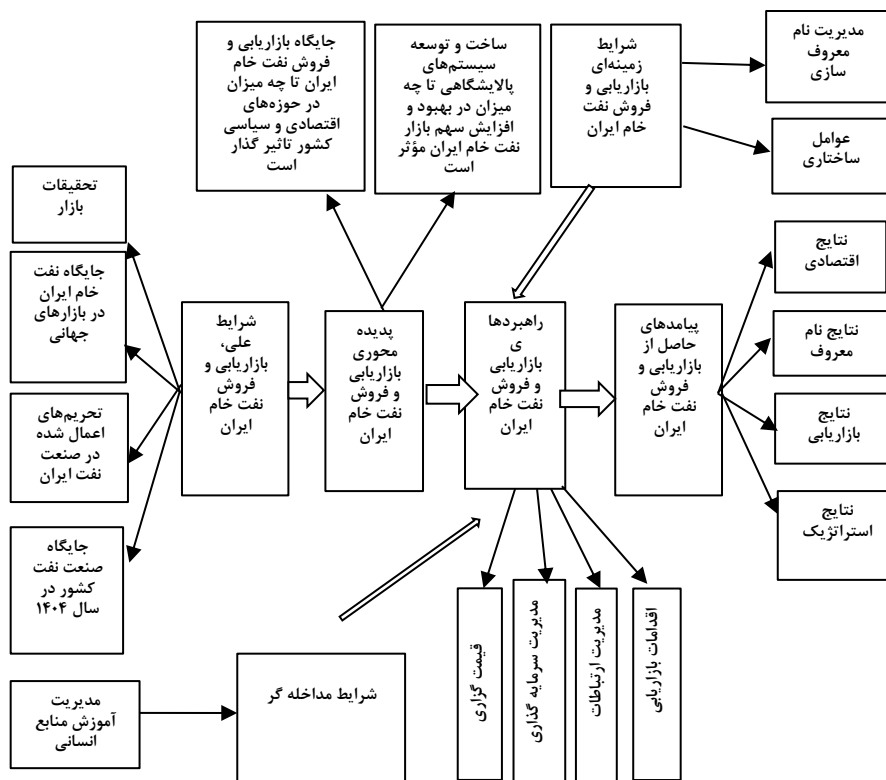 مدیریت نام
معروف
سازی
شرایط
زمینه‌ای
بازاریابی و
فروش نفت
خام ایران
ساخت و توسعه
سیستم‌های
پالایشگاهی تا چه
میزان در بهبود و
افزایش سهم بازار
نفت خام ایران مؤثر
است
جایگاه بازاریابی و
فروش نفت خام
ایران تا چه میزان
در حوزه‌های
اقتصادی و سیاسی
کشور تاثیر گذار
است
عوامل
ساختاری
تحقیقات
بازار
جایگاه نفت
خام ایران
در بازارهای
جهانی
تحریم‌های
اعمال شده
در صنعت
نفت ایران
جایگاه
صنعت نفت
کشور در
سال ۱۴۰۴
شرایط
علی،
بازاریابی و
فروش
نفت خام
ایران
پدیده
محوری
بازاریابی
و فروش
نفت خام
ایران
راهبردها
ی
بازاریابی
و فروش
نفت خام
ایران
پیامدهای
حاصل از
بازاریابی و
فروش
نفت خام
ایران
نتایج
اقتصادی
نتایج نام
معروف
نتایج
بازاریابی
نتایج
استراتژیک
اقدامات بازاریابی
مدیریت ارتباطات
مدیریت سرمایه گذاری
قیمت گزاری
شرایط مداخله گر
مدیریت
آموزش منابع
انسانی